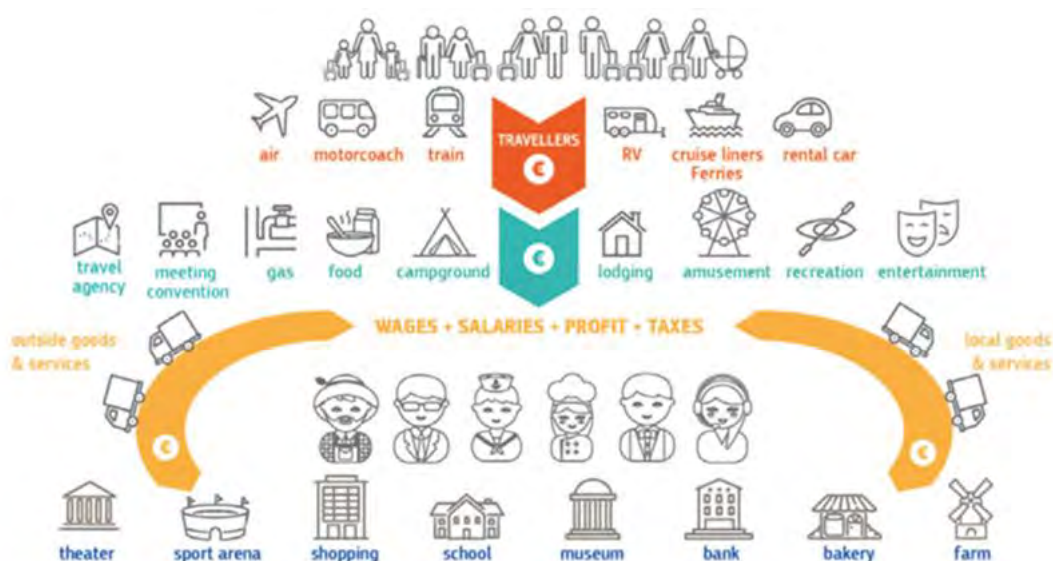 TRAVELLERS
€
air
motorcoach
train
RV
cruise liners
Ferries
rental car
€
travel
agency
meeting
convention
gas
food
campground
lodging
amusement
recreation
entertainment
outside goods
& services
WAGES + SALARIES + PROFIT + TAXES
local goods
& services
€
€
theater
sport arena
shopping
school
museum
bank
bakery
farm